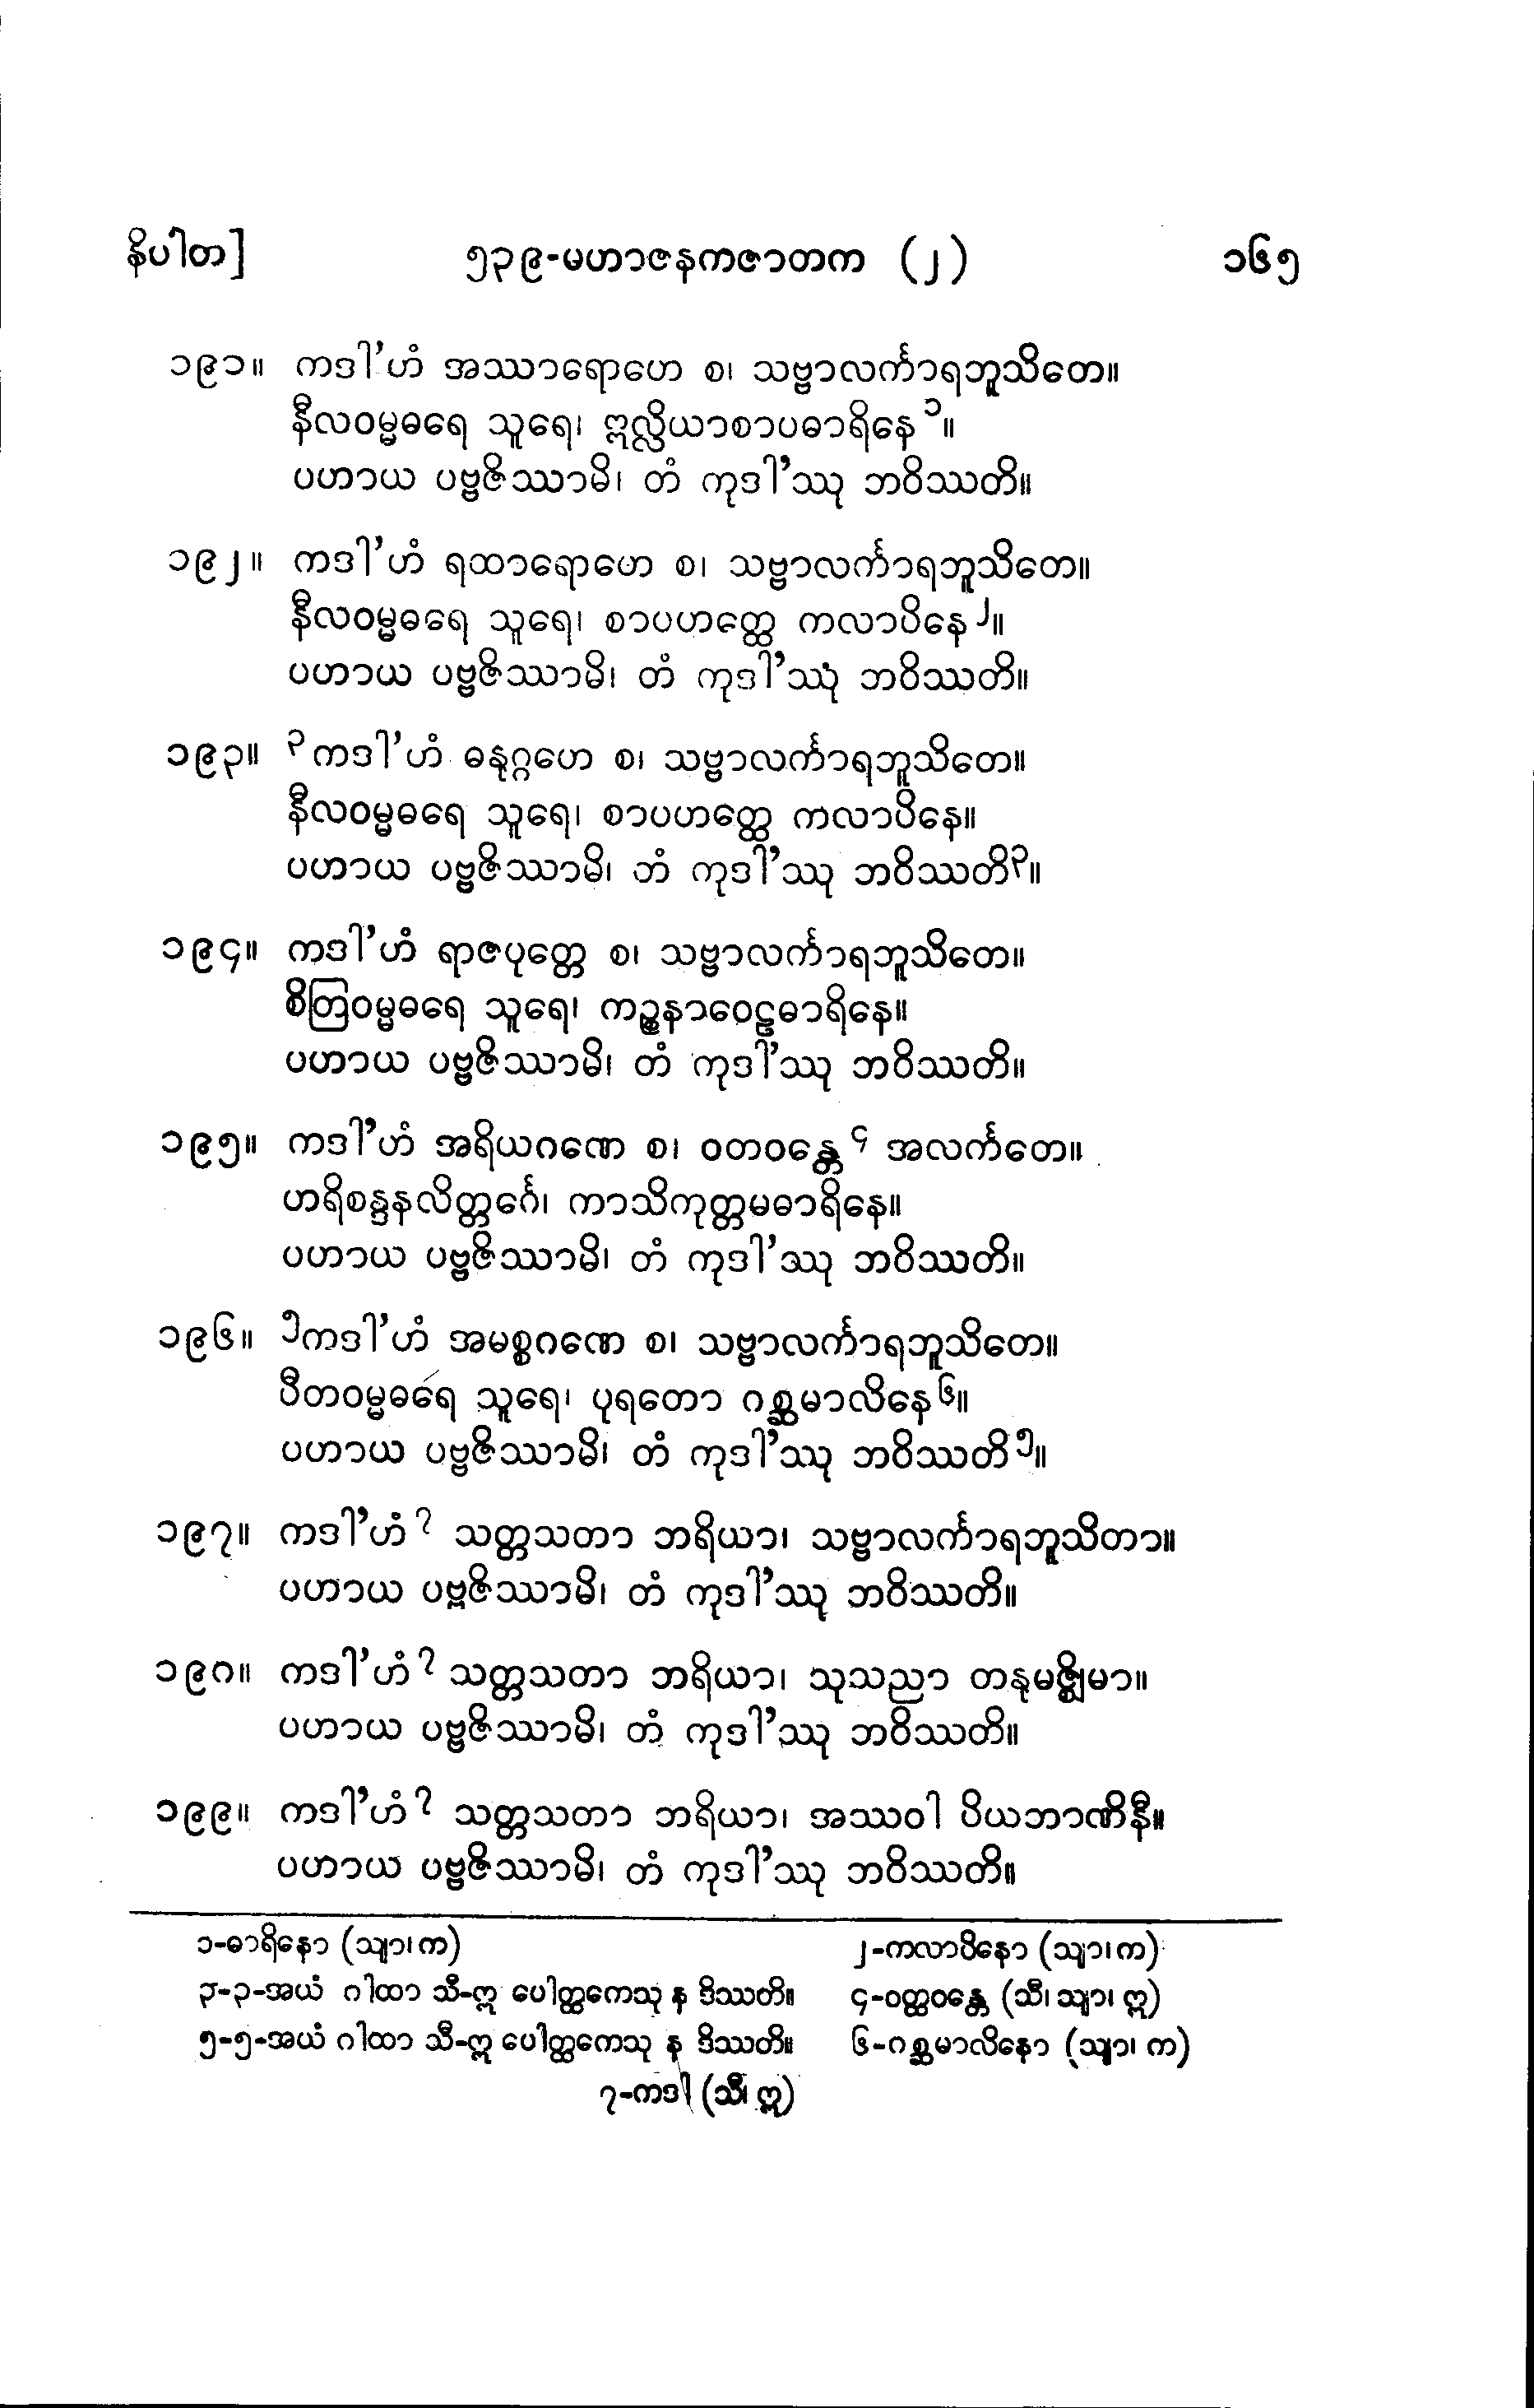 နိပါတ]	၅၃၉-မဟာဇနကဇာတက (၂)	၁၆၅
၁၉၁။ ကဒါ’ဟံ အဿာရောဟေ စ၊ သဗ္ဗာလင်္ကာရဘူသိတေ။
နီလဝမ္မဓရေ သူရေ၊ ဣလ္လိယာစာပဓာရိနေ၁။
ပဟာယ ပဗ္ဗဇိဿာမိ၊ တံ ကုဒါ’ဿု ဘဝိဿတိ။
၁၉၂။ ကဒါ’ဟံ ရထာရောဟေ စ၊ သဗ္ဗာလင်္ကာရဘူသိတေ။
နီလဝမ္မဓရေ သူရေ၊ စာပဟတ္ထေ ကလာပိနေ၂။
ပဟာယ ပဗ္ဗဇိဿာမိ၊ တံ ကုဒါ’ဿု ဘဝိဿတိ။
၁၉၃။ ၃ကဒါ’ဟံ ဓနုဂ္ဂဟေ စ၊ သဗ္ဗာလင်္ကာရဘူသိတေ။
နီလဝမ္မဓရေ သူရေ၊ စာပဟတ္ထေ ကလာပိနေ။
ပဟာယ ပဗ္ဗဇိဿာမိ၊ တံ ကုဒါ’ဿု ဘဝိဿတိ၃။
၁၉၄။ ကဒါ’ဟံ ရာဇပုတ္တေ စ၊ သဗ္ဗာလင်္ကာရဘူသိတေ။
စိတြဝမ္မဓရေ သူရေ၊ ကဉ္စနာဝေဠဓာရိနေ။
ပဟာယ ပဗ္ဗဇိဿာမိ၊ တံ ကုဒါ’ဿု ဘဝိဿတိ။
၁၉၅။ ကဒါ’ဟံ အရိယဂဏေ စ၊ ဝတဝန္တေ၄ အလင်္ကတေ။
ဟရိစန္ဒနလိတ္တင်္ဂေ၊ ကာသိကုတ္တမဓာရိနေ။
ပဟာယ ပဗ္ဗဇိဿာမိ၊ တံ ကုဒါ’ဿု ဘဝိဿတိ။
၁၉၆။ ၅ကဒါ’ဟံ အမစ္စဂဏေ စ၊ သဗ္ဗာလင်္ကာရဘူသိတေ။
ပီတဝမ္မဓရေ သူရေ၊ ပုရတော ဂစ္ဆမာလိနေ၆။
ပဟာယ ပဗ္ဗဇိဿာမိ၊ တံ ကုဒါ’ဿု ဘဝိဿတိ၅။
၁၉၇။ ကဒါ’ဟံ၇ သတ္တသတာ ဘရိယာ၊ သဗ္ဗာလင်္ကာရဘူသိတာ။
ပဟာယ ပဗ္ဗဇိဿာမိ၊ တံ ကုဒါ’ဿု ဘဝိဿတိ။
၁၉၈။ ကဒါ’ဟံ၇ သတ္တသတာ ဘရိယာ၊ သုသညာ တနုမဇ္ဈိမာ။
ပဟာယ ပဗ္ဗဇိဿာမိ၊ တံ ကုဒါ’ဿု ဘဝိဿတိ။
၁၉၉။ ကဒါ’ဟံ၇ သတ္တသတာ ဘရိယာ၊ အဿဝါ ပိယဘာဏိနီ။
ပဟာယ ပဗ္ဗဇိဿာမိ၊ တံ ကုဒါ’ဿု ဘဝိဿတိ။
၁-ဓာရိနော (သျာ၊ က)	၂-ကလာပိနော (သျာ၊ က)
၃-၃-အယံ ဂါထာ သီ-ဣ ပေါတ္ထကေသု န ဒိဿတိ။	၄-ဝတ္ထဝန္တေ (သီ၊ သျာ၊ ဣ)
၅-၅-အယံ ဂါထာ သီ-ဣ ပေါတ္ထကေသု န ဒိဿတိ။	၆-ဂစ္ဆမာလိနော (သျာ၊ က)
၇-ကဒါ (သီ၊ ဣ)